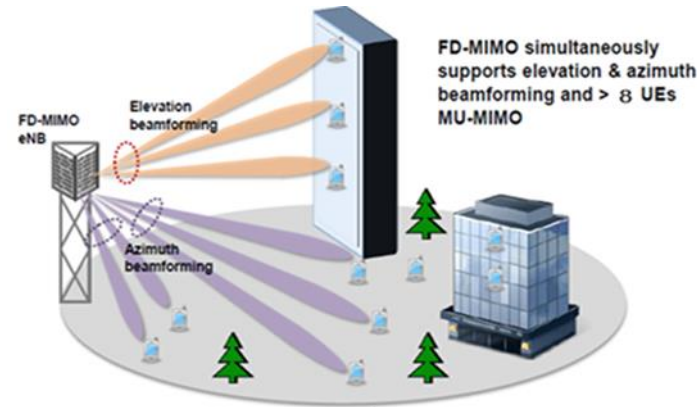 FD-MIMO simultaneously
supports elevation & azimuth
beamforming and > 8 UEs
MU-MIMO
Elevation
beamforming
FD-MIMO
eNB
Azimuth
beamforming